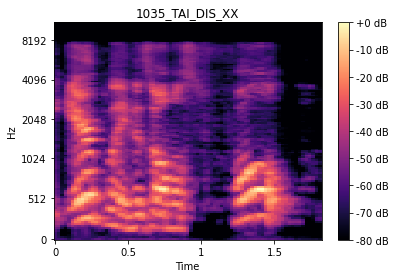 1035_TAI_DIS_XX
8192
4096
2048
1024
512
0
Hz
0
0.5
1
1.5
Time
+0 dB
-10 dB
-20 dB
-30 dB
-40 dB
-50 dB
-60 dB
-70 dB
-80 dB